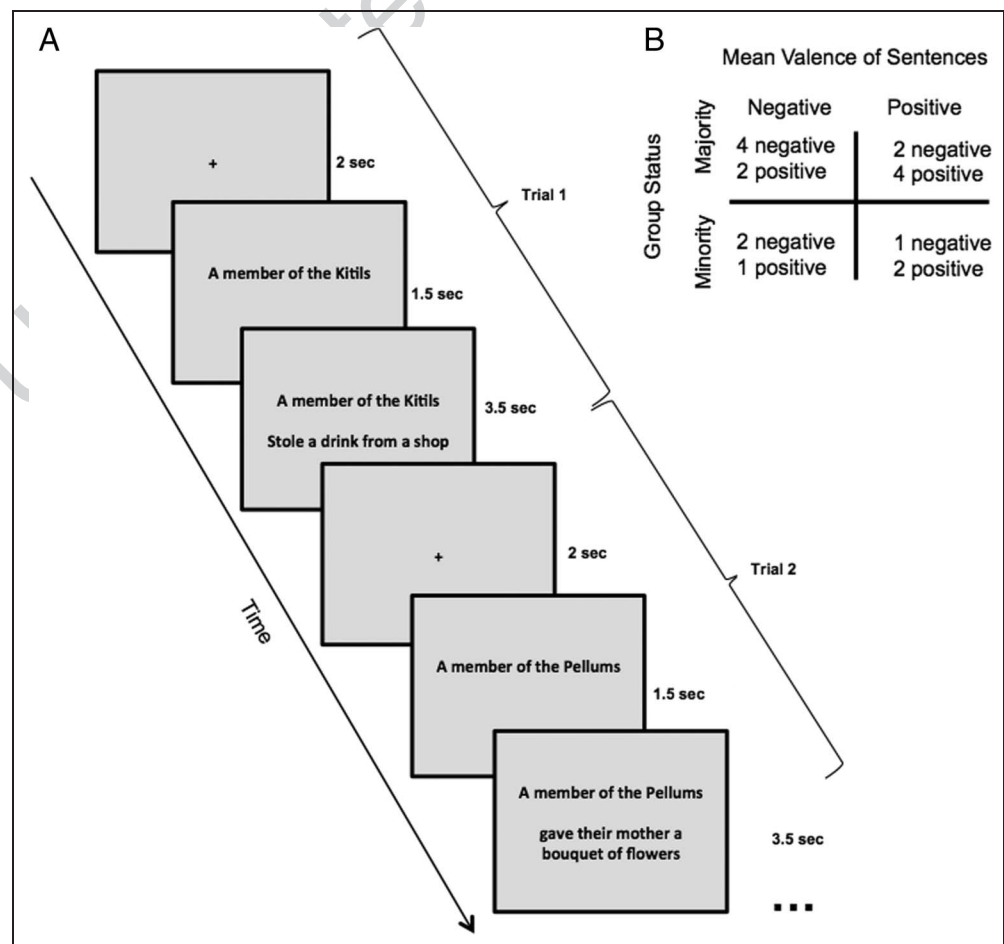 A
+
2 sec
A member of the Kitils
1.5 sec
A member of the Kitils
Stole a drink from a shop
3.5 sec
+
2 sec
A member of the Pellums
1.5 sec
A member of the Pellums
gave their mother a
bouquet of flowers
3.5 sec
...
Time
Trial 1
Trial 2
B
Mean Valence of Sentences
Negative
Positive
Group Status
Majority
4 negative
2 positive
2 negative
4 positive
Minority
2 negative
1 positive
1 negative
2 positive